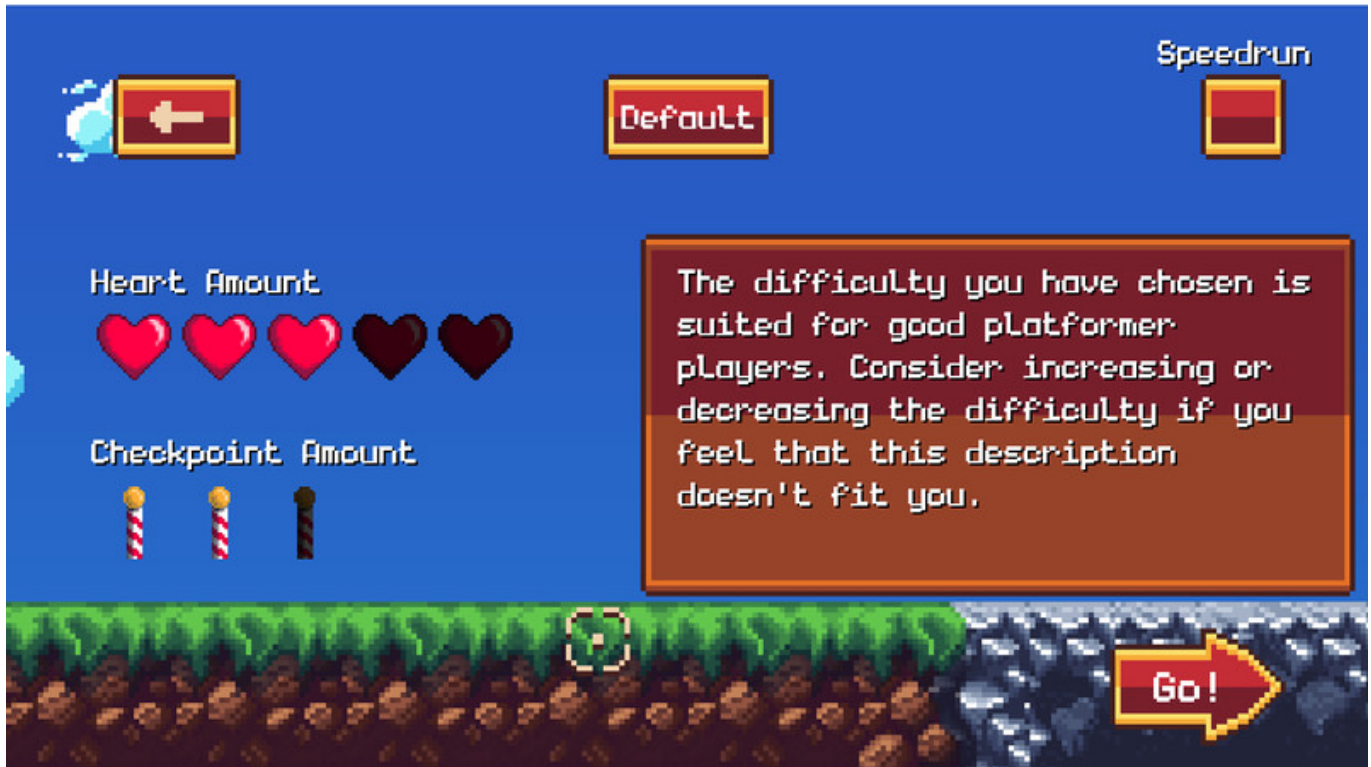 Speedrun
Default
Heart Amount
The difficulty you have chosen is
suited for good platformer
players. Consider increasing or
decreasing the difficulty if you
feel that this description
doesn't fit you.
Checkpoint Amount
Go!